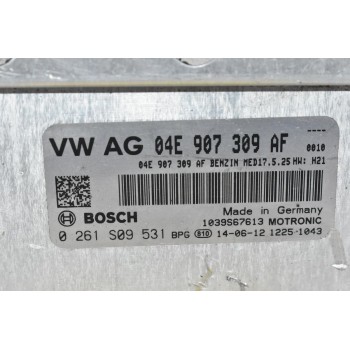 VW AG 04E 907 309 AF ----
0010
04E 907 309 AF BENZIN MED17.5.25 HW: H21
BOSCH
Made in Germany
1039S67613 MOTRONIC
0 261 S09 531 BPG 810 14-06-12 1225-1043